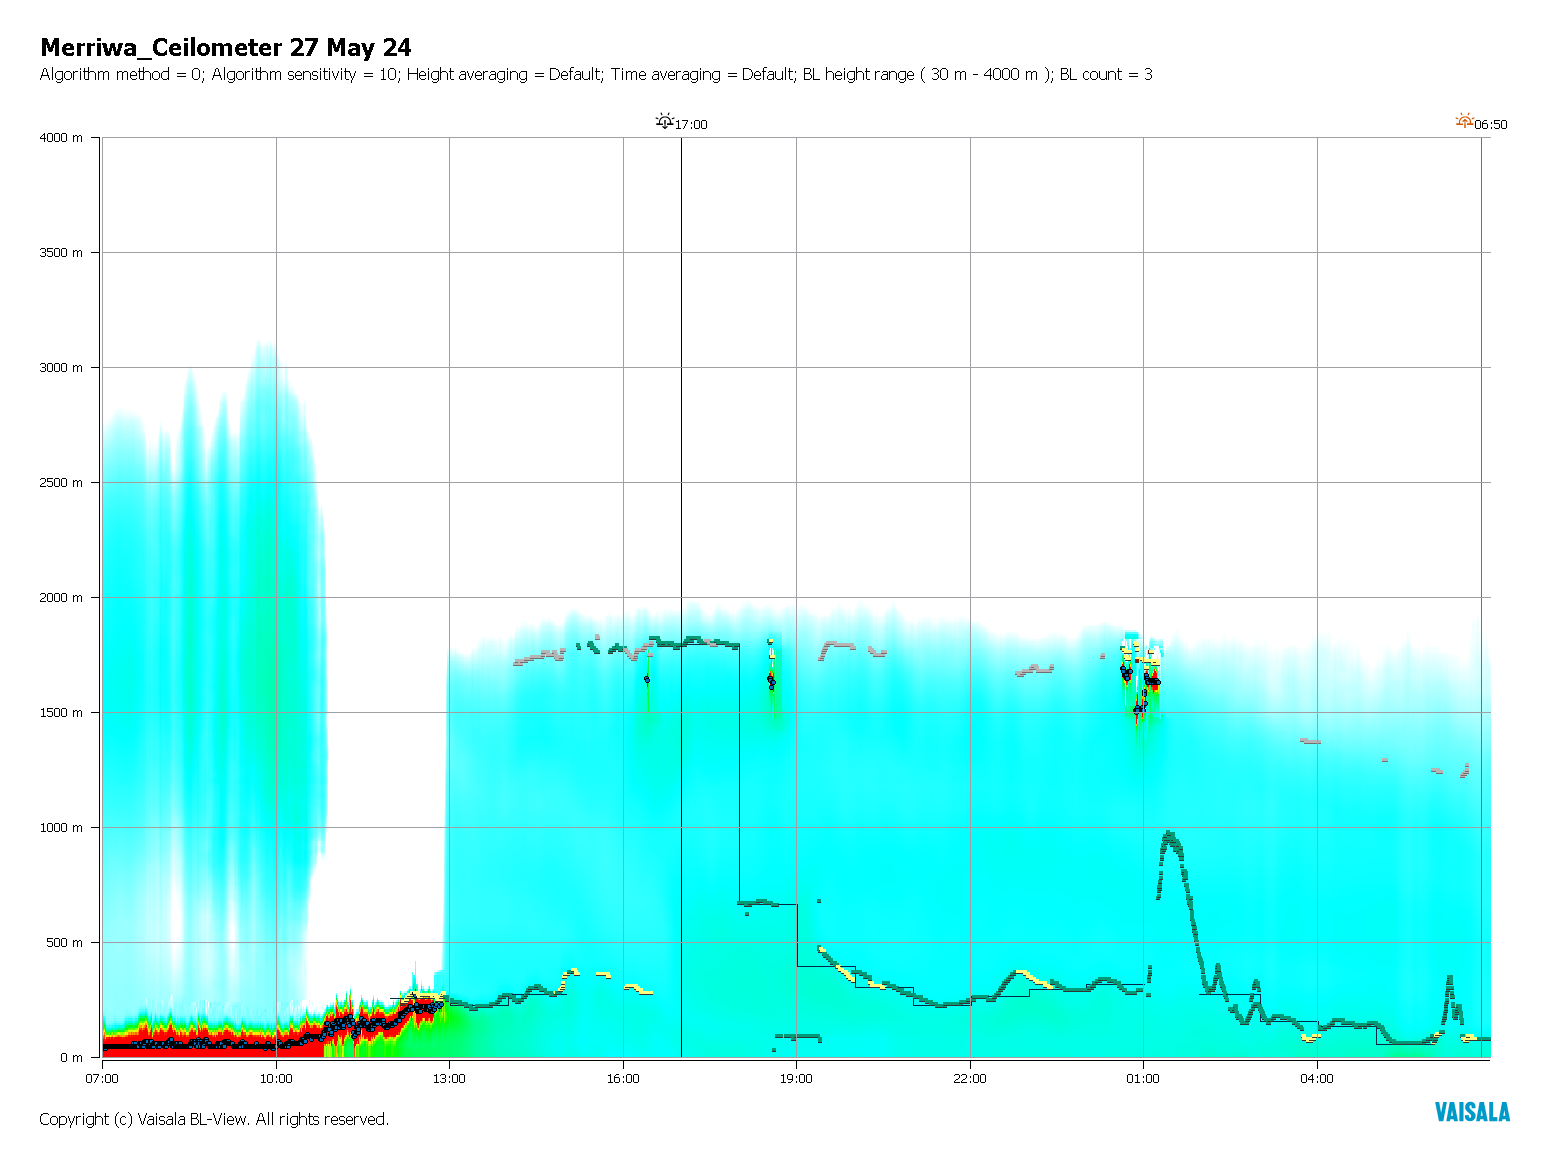 Merriwa_Ceilometer 27 May 24
Algorithm method = 0; Algorithm sensitivity = 10; Height averaging = Default; Time averaging = Default; BL height range ( 30 m - 4000 m ); BL count = 3
17:00
06:50
4000 m
3500 m
3000 m
2500 m
2000 m
1500 m
1000 m
500 m
0 m
07:00 10:00 13:00 16:00 19:00 22:00 01:00 04:00
Copyright (c) Vaisala BL-View. All rights reserved.
VAISALA